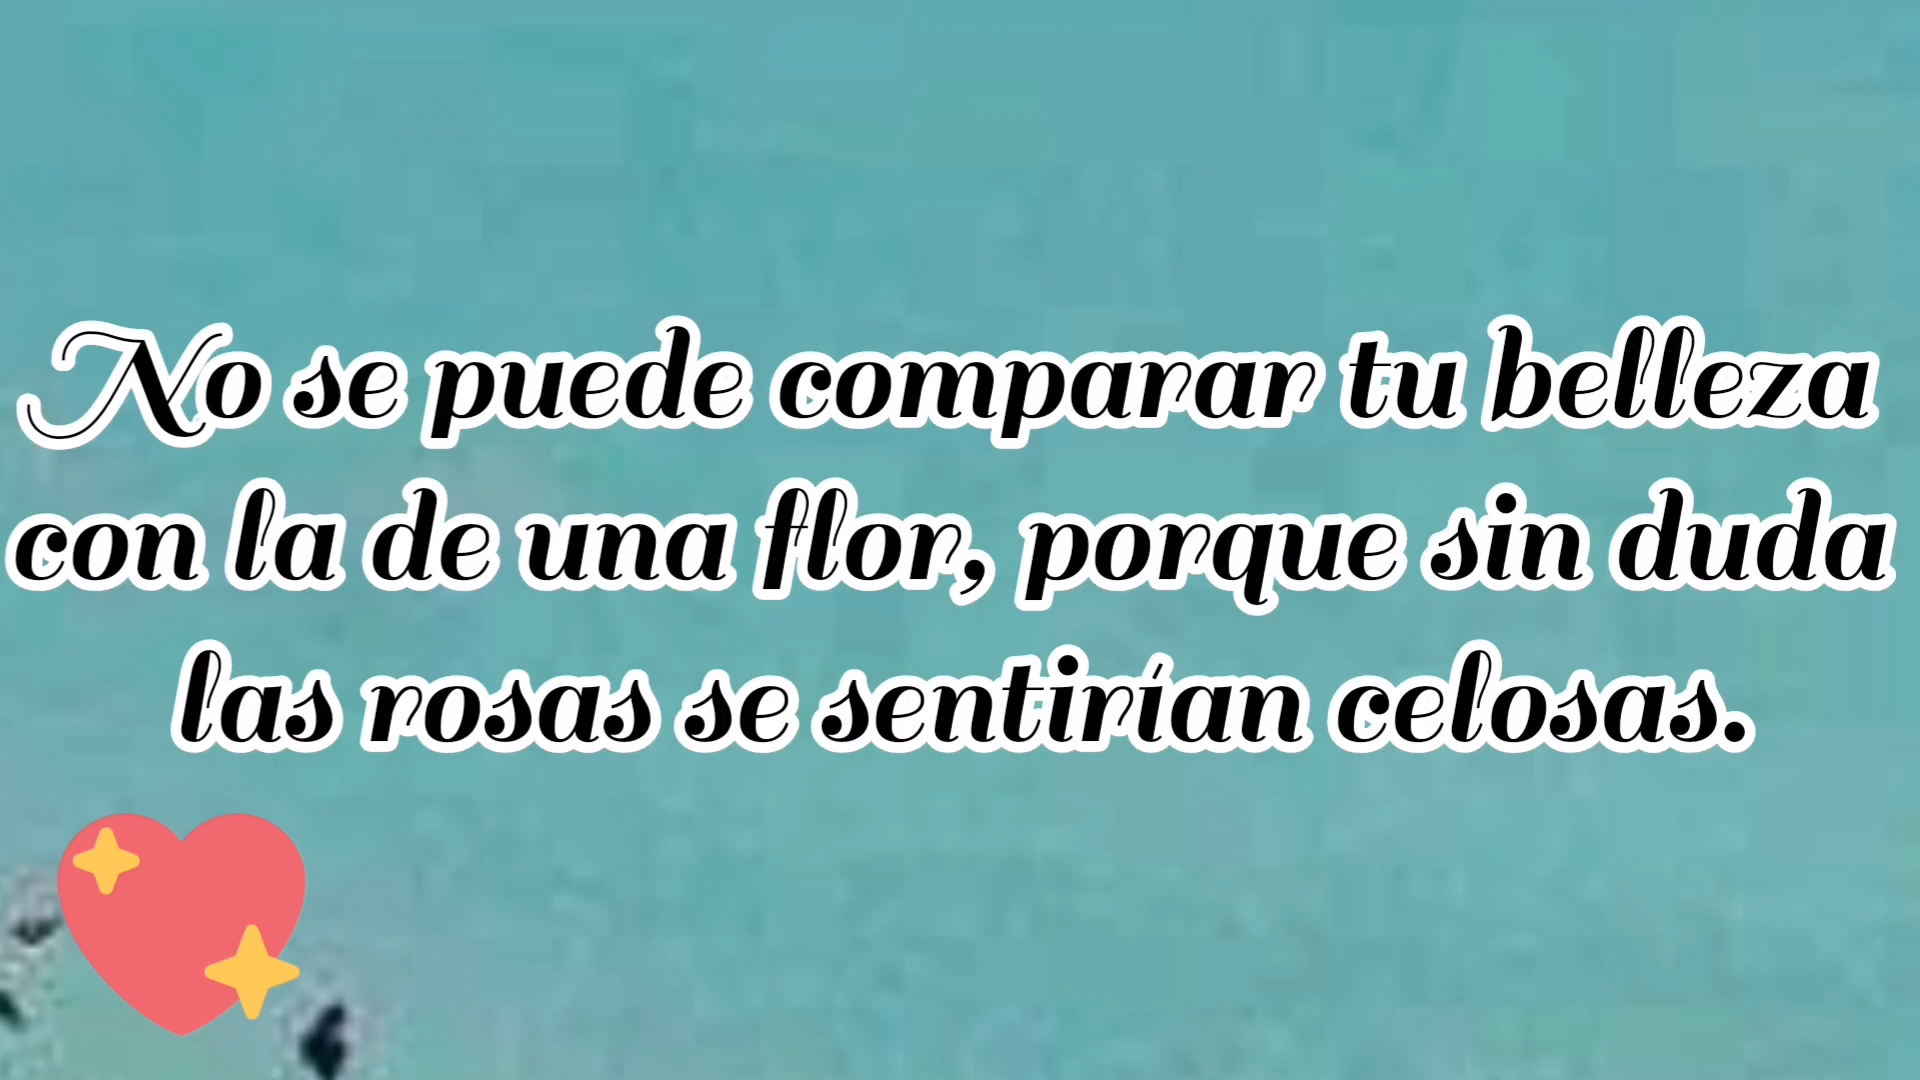 No se puede comparar tu belleza
con la de una flor, porque sin duda
las rosas se sentirían celosas.